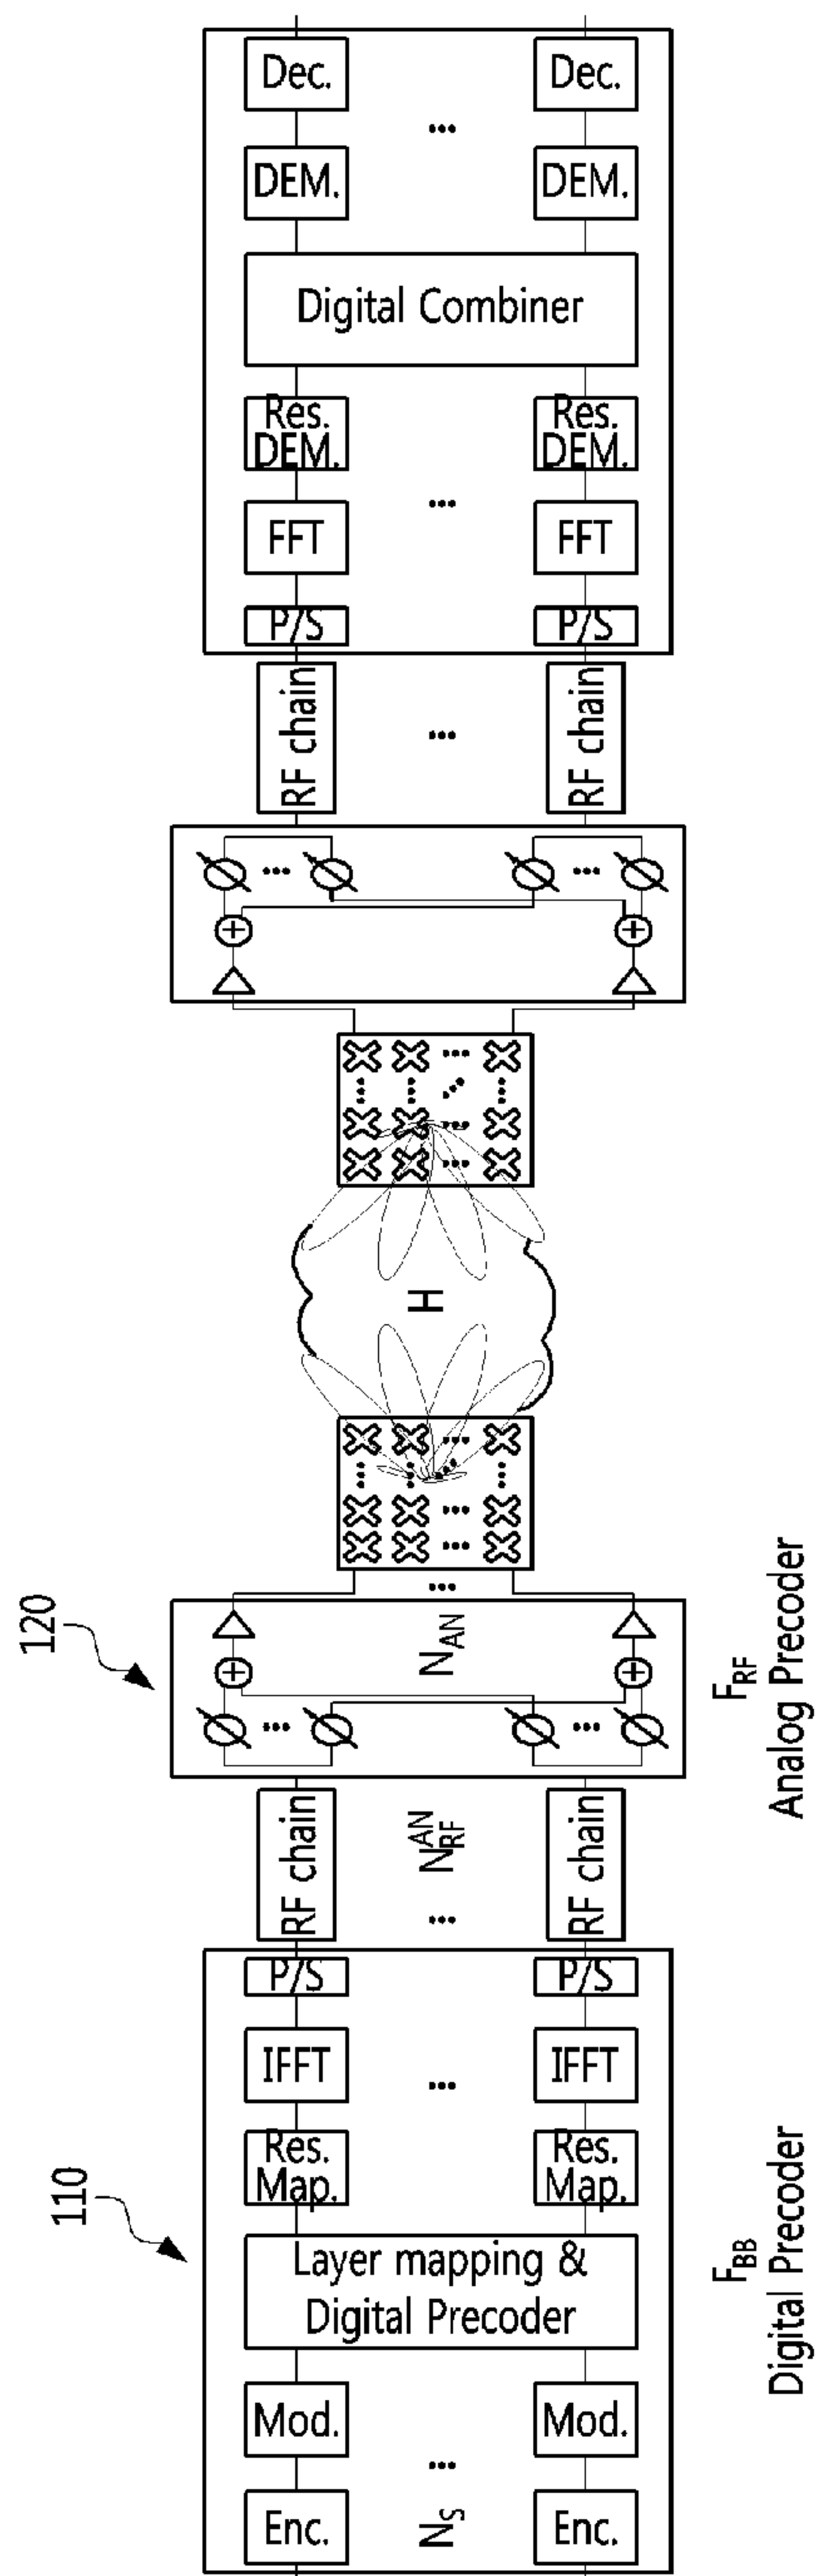 Dec.
Dec.
DEM.
DEM.
Digital Combiner
Res.
DEM.
Res.
DEM.
FFT
FFT
P/S
P/S
RF chain
RF chain
H
120
N_AN
F_RF
Analog Precoder
RF chain
N_RF^AN
RF chain
P/S
P/S
IFFT
IFFT
110
Res.
Map.
Res.
Map.
Layer mapping &
Digital Precoder
F_BB
Digital Precoder
Mod.
Mod.
Enc.
N_S
Enc.